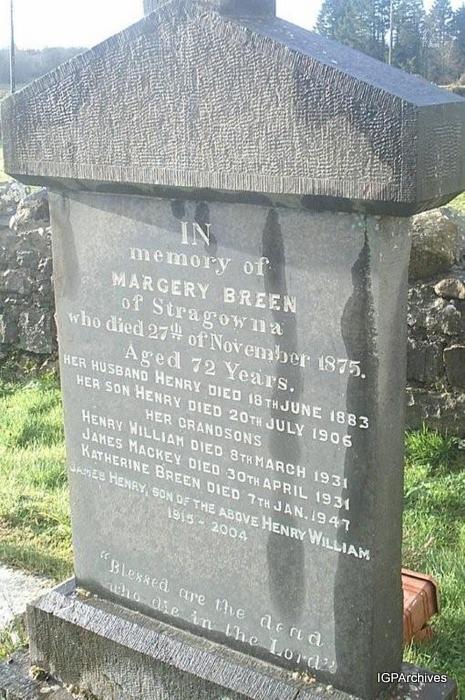 IN
memory of
MARGERY BREEN
of Stragowna
who died 27th of November 1875.
Aged 72 Years.
HER HUSBAND HENRY DIED 18TH JUNE 1883
HER SON HENRY DIED 20TH JULY 1906
HER GRANDSONS
HENRY WILLIAM DIED 8TH MARCH 1931
JAMES MACKEY DIED 30TH APRIL 1931
KATHERINE BREEN DIED 7TH JAN. 1947
JAMES HENRY, SON OF THE ABOVE HENRY WILLIAM
1915 - 2004
"Blessed are the dead
who die in the Lord"
IGPArchives